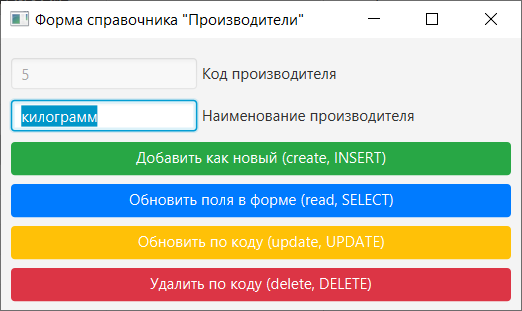 Форма справочника "Производители"
5 Код производителя
килограмм Наименование производителя
Добавить как новый (create, INSERT)
Обновить поля в форме (read, SELECT)
Обновить по коду (update, UPDATE)
Удалить по коду (delete, DELETE)